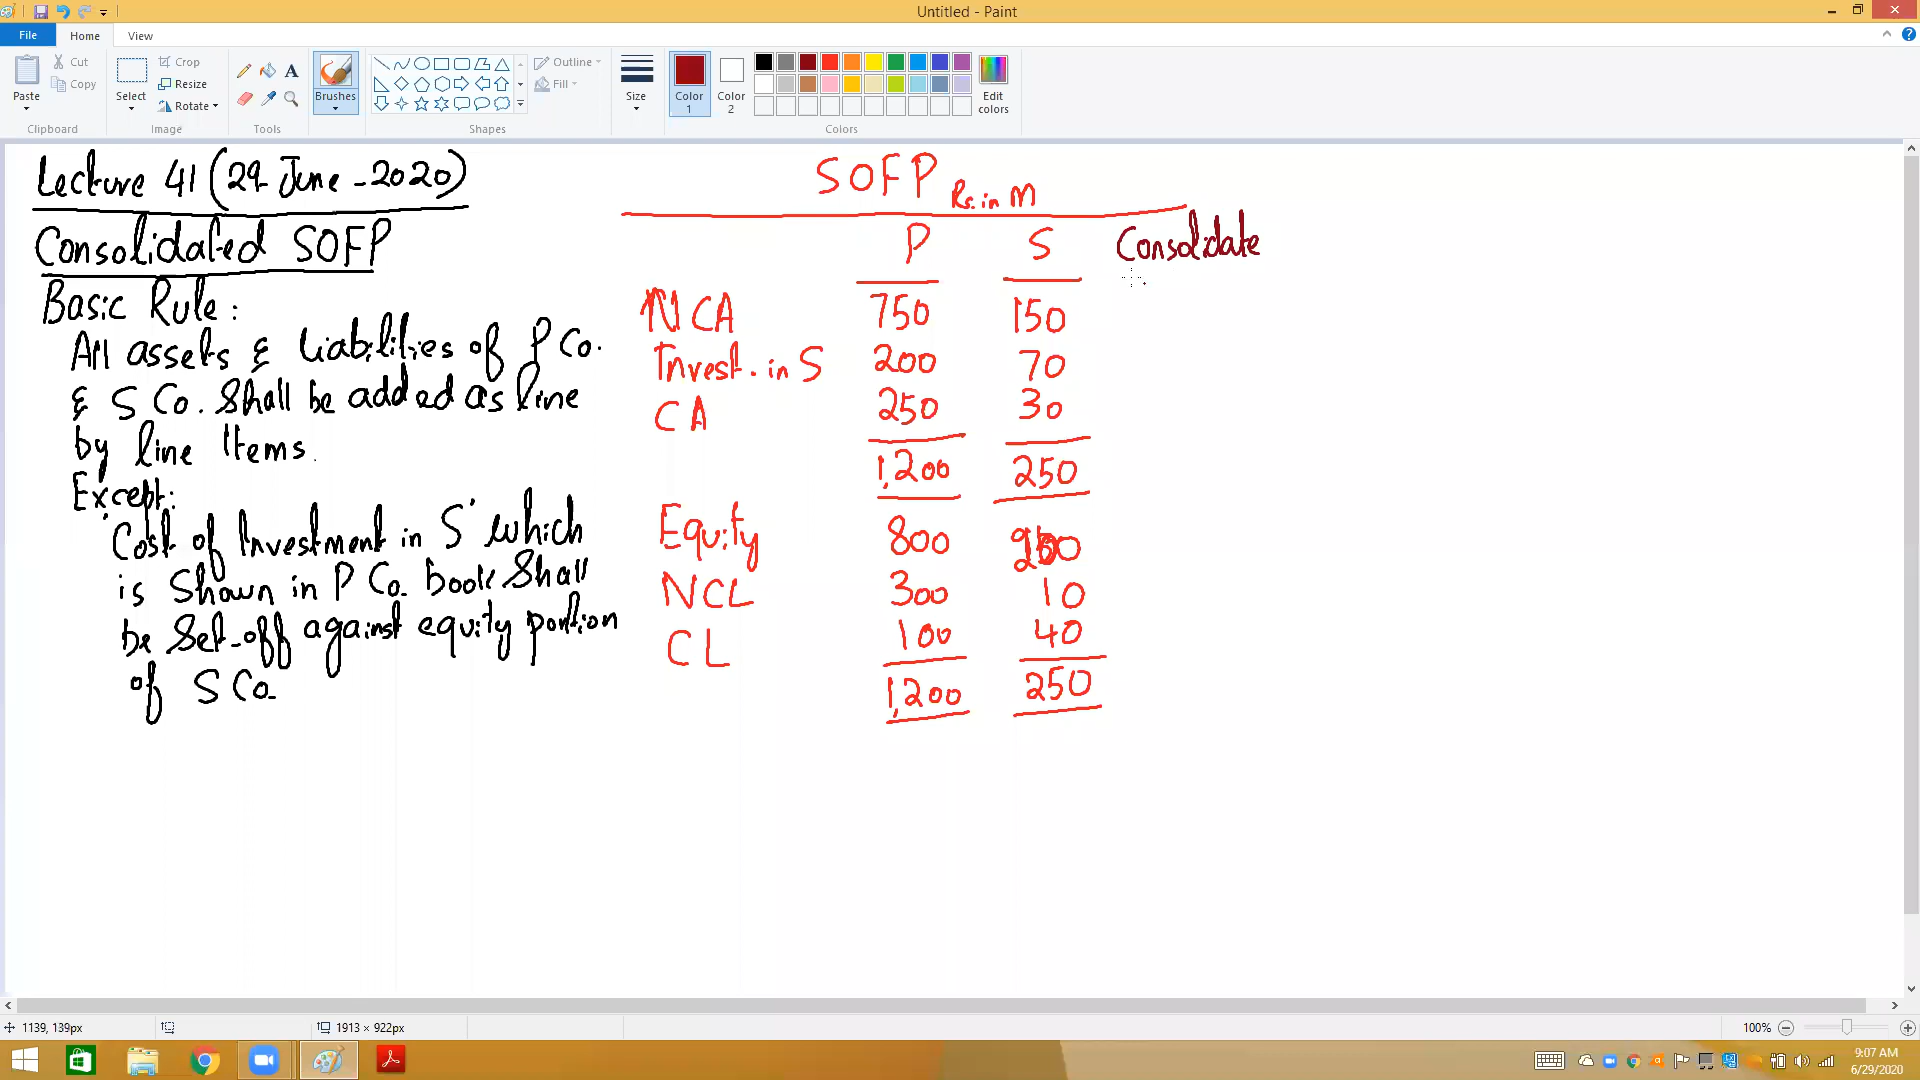 Untitled - Paint
File Home View
Paste Cut Copy Select Crop Resize Rotate Brushes Outline Fill Size Color 1 Color 2 Edit colors
Clipboard Image Tools Shapes Colors
Lecture 41 (29 June - 2020)
Consolidated SOFP
Basic Rule :
All assets & Liabilities of P Co.
& S Co. Shall be added as line
by line Items.
Except:
'Cost of Investment in S' which
is Shown in P Co. book Shall
be Set-off against equity portion
of S Co.
SOFP Rs. in M
P S Consolidate
NCA 750 150
Invest. in S 200 70
CA 250 30
1,200 250
Equity 800
NCL 300 10
CL 100 40
1,200 250
1139, 139px 1913 × 922px 100%
9:07 AM
6/29/2020